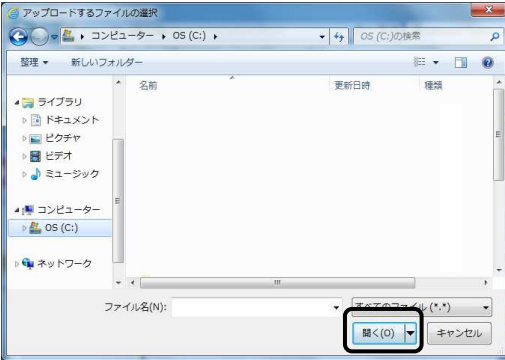 アップロードするファイルの選択
コンピューター ▸ OS (C:) ▸
OS (C:)の検索
整理 ▼ 新しいフォルダー
名前 更新日時 種類
ライブラリ
ドキュメント
ピクチャ
ビデオ
ミュージック
コンピューター
OS (C:)
ネットワーク
ファイル名(N):
すべてのファイル (*.*)
開く(O)
キャンセル